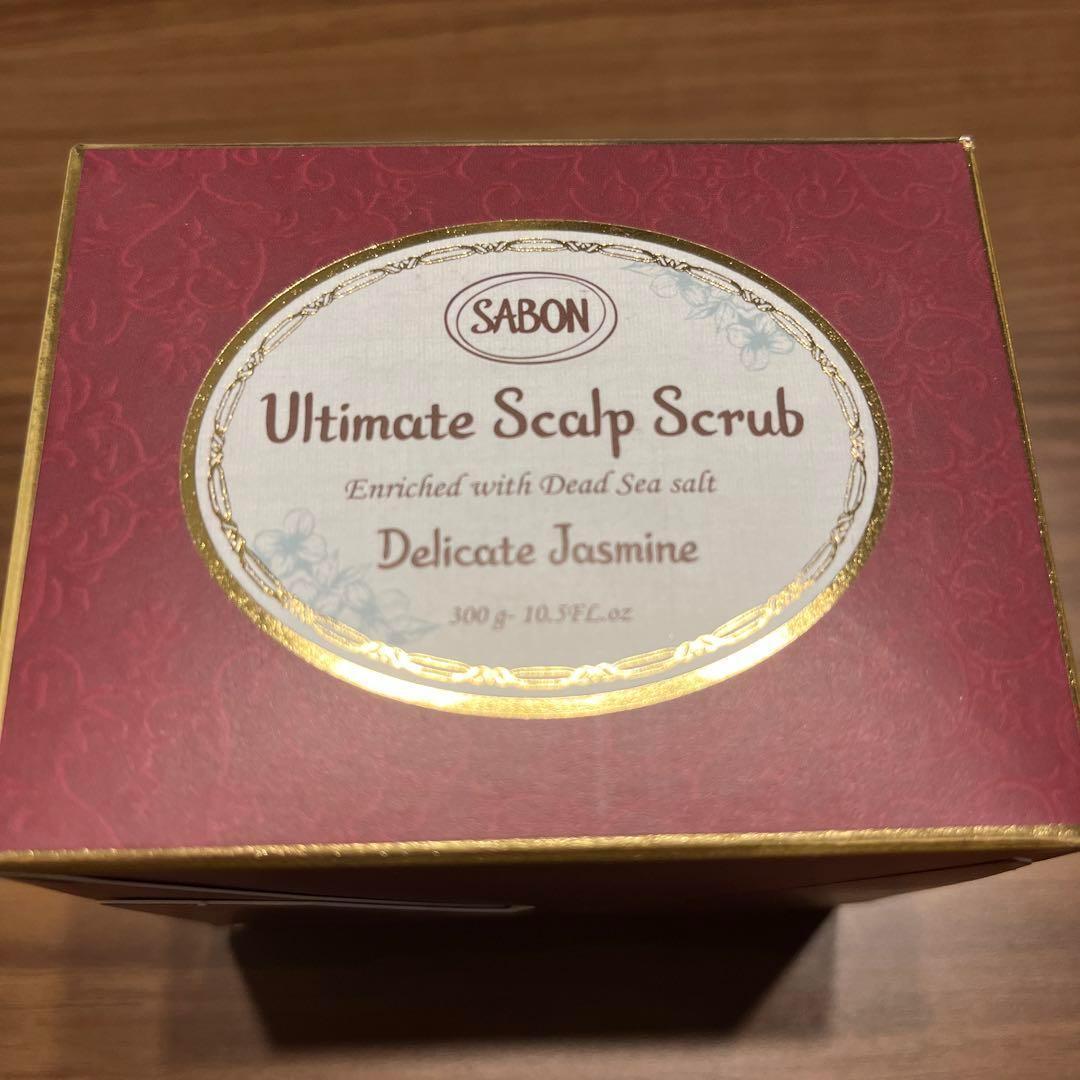 SABON
Ultimate Scalp Scrub
Enriched with Dead Sea salt
Delicate Jasmine
300 g- 10.5FL.oz